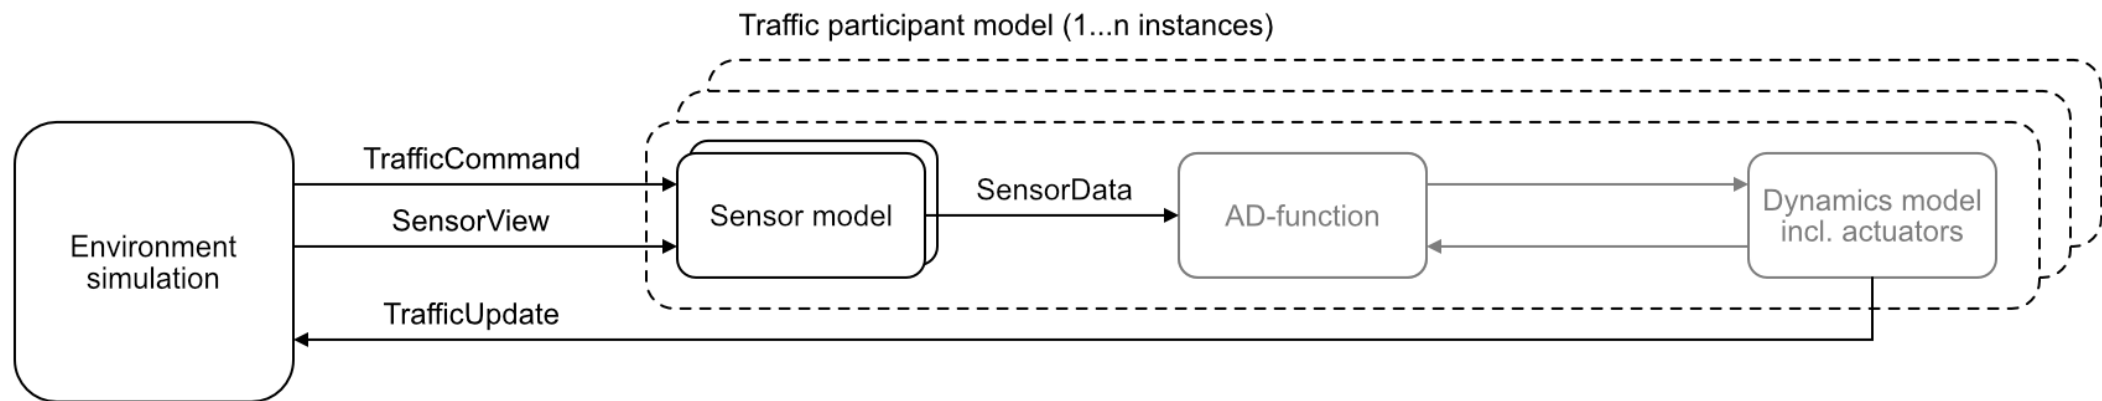 Traffic participant model (1...n instances)
TrafficCommand
SensorView
TrafficUpdate
Environment
simulation
Sensor model
SensorData
AD-function
Dynamics model
incl. actuators